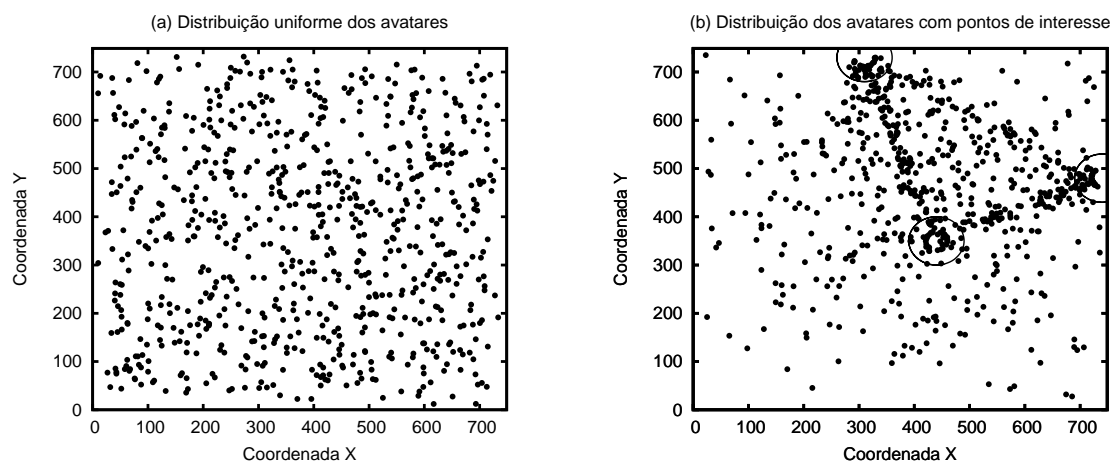 (a) Distribuição uniforme dos avatares
700
600
500
400
300
200
100
0
Coordenada Y
0 100 200 300 400 500 600 700
Coordenada X
(b) Distribuição dos avatares com pontos de interesse
700
600
500
400
300
200
100
0
Coordenada Y
0 100 200 300 400 500 600 700
Coordenada X